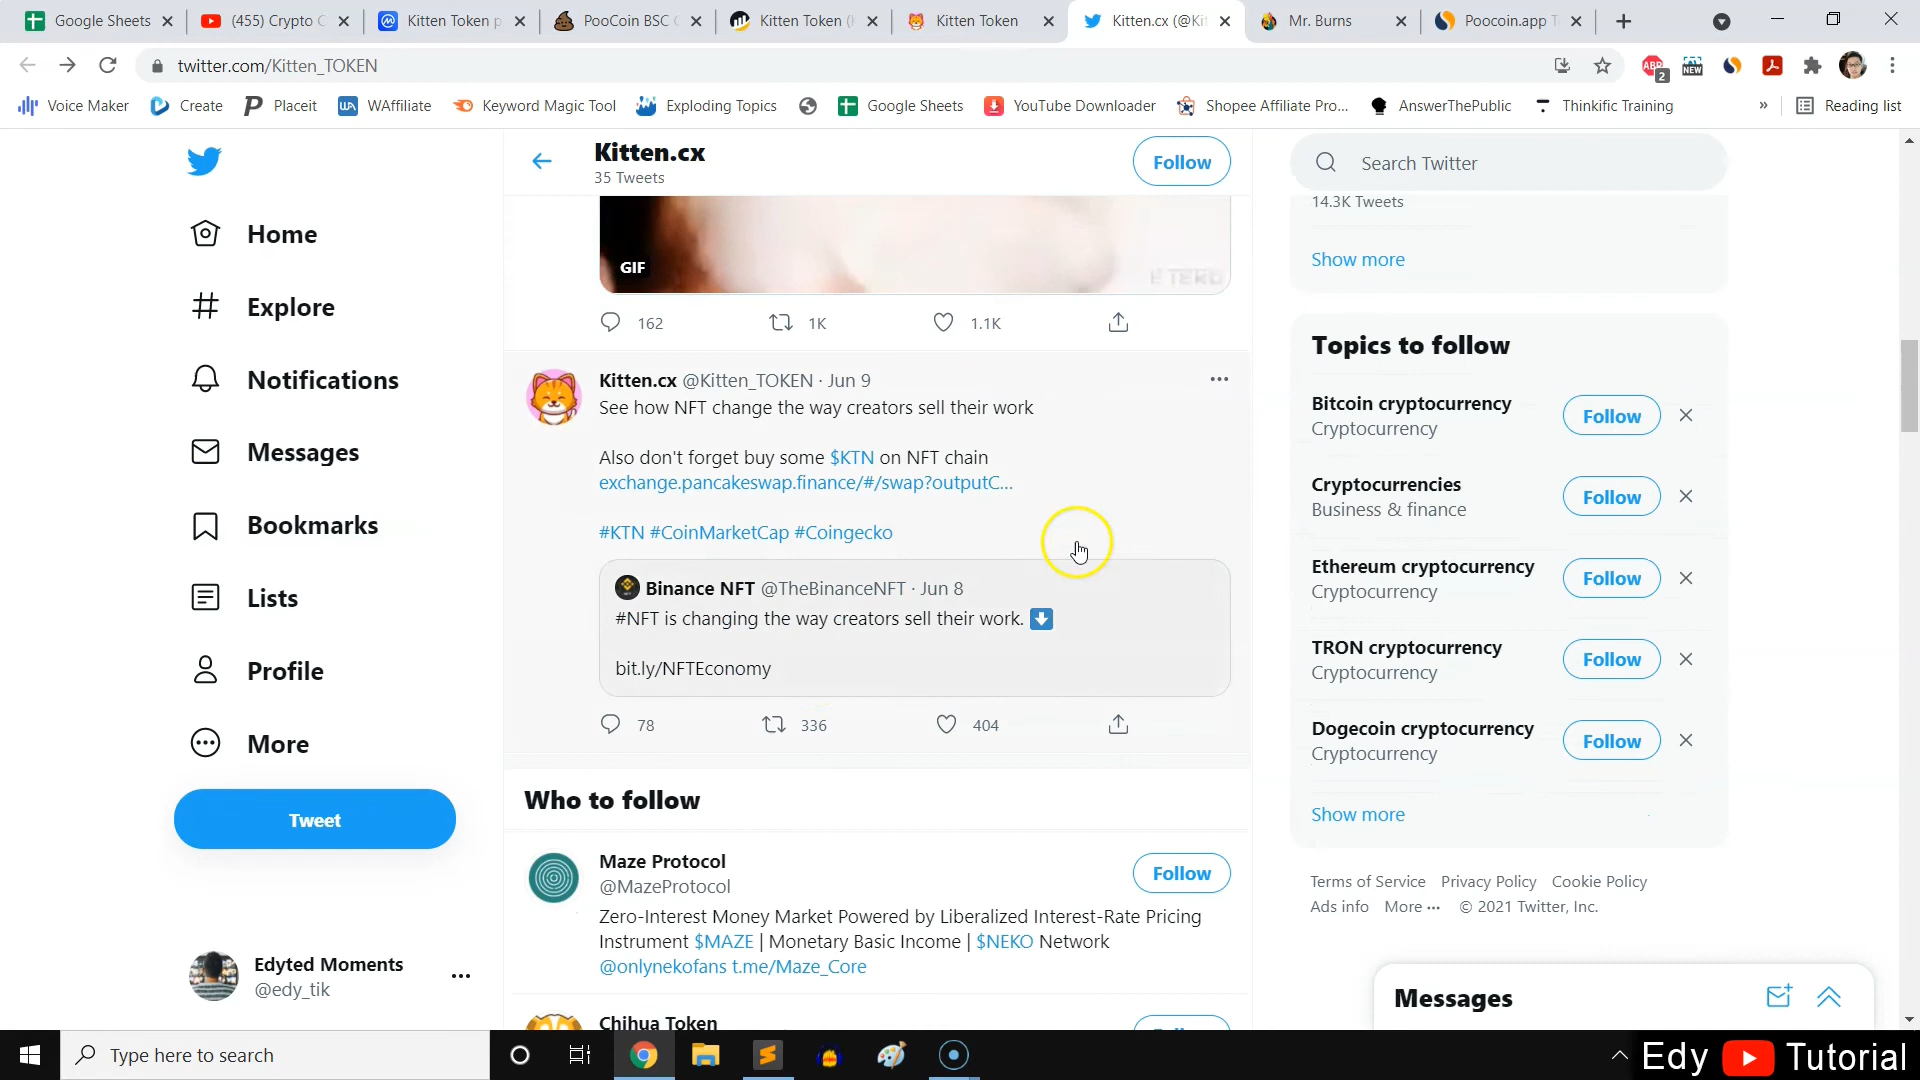 Google Sheets
(455) Crypto C
Kitten Token p
PooCoin BSC
Kitten Token (
Kitten Token
Kitten.cx (@Ki
Mr. Burns
Poocoin.app T
twitter.com/Kitten_TOKEN
ABP
2
NEW
Voice Maker
Create
Placeit
WAffiliate
Keyword Magic Tool
Exploding Topics
Google Sheets
YouTube Downloader
Shopee Affiliate Pro...
AnswerThePublic
Thinkific Training
»
Reading list
Home
Explore
Notifications
Messages
Bookmarks
Lists
Profile
More
Tweet
Edyted Moments
@edy_tik
Kitten.cx
35 Tweets
Follow
GIF
162
1K
1.1K
Kitten.cx @Kitten_TOKEN · Jun 9
See how NFT change the way creators sell their work
Also don't forget buy some $KTN on NFT chain
exchange.pancakeswap.finance/#/swap?outputC...
#KTN #CoinMarketCap #Coingecko
Binance NFT @TheBinanceNFT · Jun 8
#NFT is changing the way creators sell their work. ⬇️
bit.ly/NFTEconomy
78
336
404
Who to follow
Maze Protocol
@MazeProtocol
Follow
Zero-Interest Money Market Powered by Liberalized Interest-Rate Pricing
Instrument $MAZE | Monetary Basic Income | $NEKO Network
@onlynekofans t.me/Maze_Core
Chihua Token
Search Twitter
14.3K Tweets
Show more
Topics to follow
Bitcoin cryptocurrency
Cryptocurrency
Follow
Cryptocurrencies
Business & finance
Follow
Ethereum cryptocurrency
Cryptocurrency
Follow
TRON cryptocurrency
Cryptocurrency
Follow
Dogecoin cryptocurrency
Cryptocurrency
Follow
Show more
Terms of Service Privacy Policy Cookie Policy
Ads info More ··· © 2021 Twitter, Inc.
Messages
Type here to search
Edy Tutorial